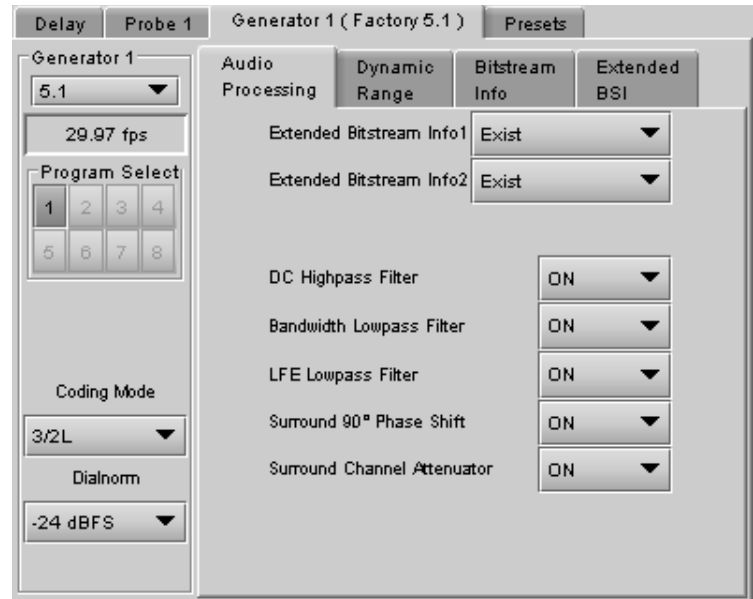 Delay Probe 1 Generator 1 ( Factory 5.1 ) Presets
Generator 1
5.1
29.97 fps
Program Select
1 2 3 4
5 6 7 8
Coding Mode
3/2L
Dialnorm
-24 dBFS
Audio Processing
Dynamic Range
Bitstream Info
Extended BSI
Extended Bitstream Info1 Exist
Extended Bitstream Info2 Exist
DC Highpass Filter ON
Bandwidth Lowpass Filter ON
LFE Lowpass Filter ON
Surround 90° Phase Shift ON
Surround Channel Attenuator ON